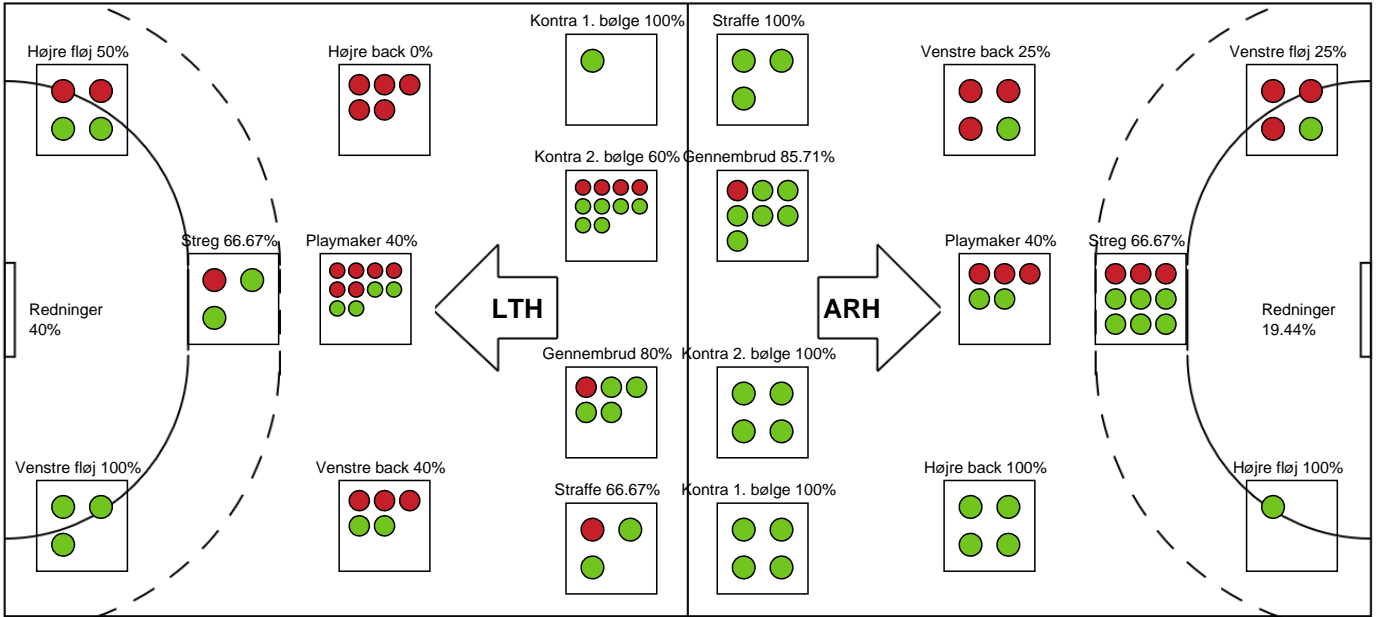 Kontra 1. bølge 100%
Straffe 100%
Højre fløj 50%
Højre back 0%
Venstre back 25%
Venstre fløj 25%
Kontra 2. bølge 60%
Gennembrud 85.71%
Streg 66.67%
Playmaker 40%
Playmaker 40%
Streg 66.67%
Redninger
40%
LTH
ARH
Redninger
19.44%
Gennembrud 80%
Kontra 2. bølge 100%
Venstre fløj 100%
Venstre back 40%
Straffe 66.67%
Kontra 1. bølge 100%
Højre back 100%
Højre fløj 100%